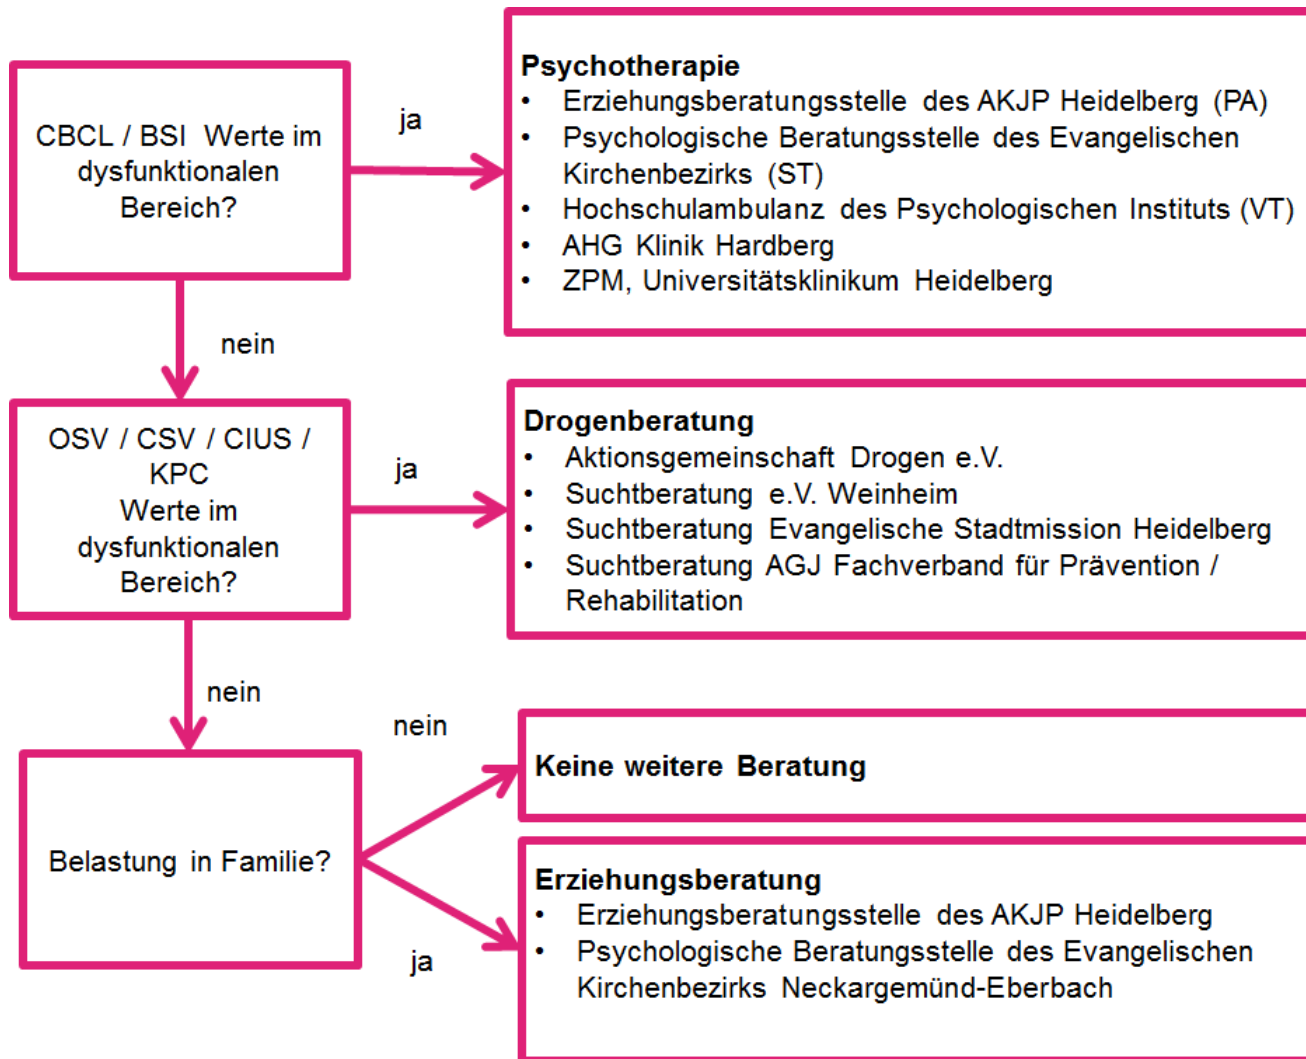 CBCL / BSI Werte im
dysfunktionalen
Bereich?
ja
Psychotherapie
• Erziehungsberatungsstelle des AKJP Heidelberg (PA)
• Psychologische Beratungsstelle des Evangelischen
Kirchenbezirks (ST)
• Hochschulambulanz des Psychologischen Instituts (VT)
• AHG Klinik Hardberg
• ZPM, Universitätsklinikum Heidelberg
nein
OSV / CSV / CIUS /
KPC
Werte im
dysfunktionalen
Bereich?
ja
Drogenberatung
• Aktionsgemeinschaft Drogen e.V.
• Suchtberatung e.V. Weinheim
• Suchtberatung Evangelische Stadtmission Heidelberg
• Suchtberatung AGJ Fachverband für Prävention /
Rehabilitation
nein
Belastung in Familie?
nein
Keine weitere Beratung
ja
Erziehungsberatung
• Erziehungsberatungsstelle des AKJP Heidelberg
• Psychologische Beratungsstelle des Evangelischen
Kirchenbezirks Neckargemünd-Eberbach